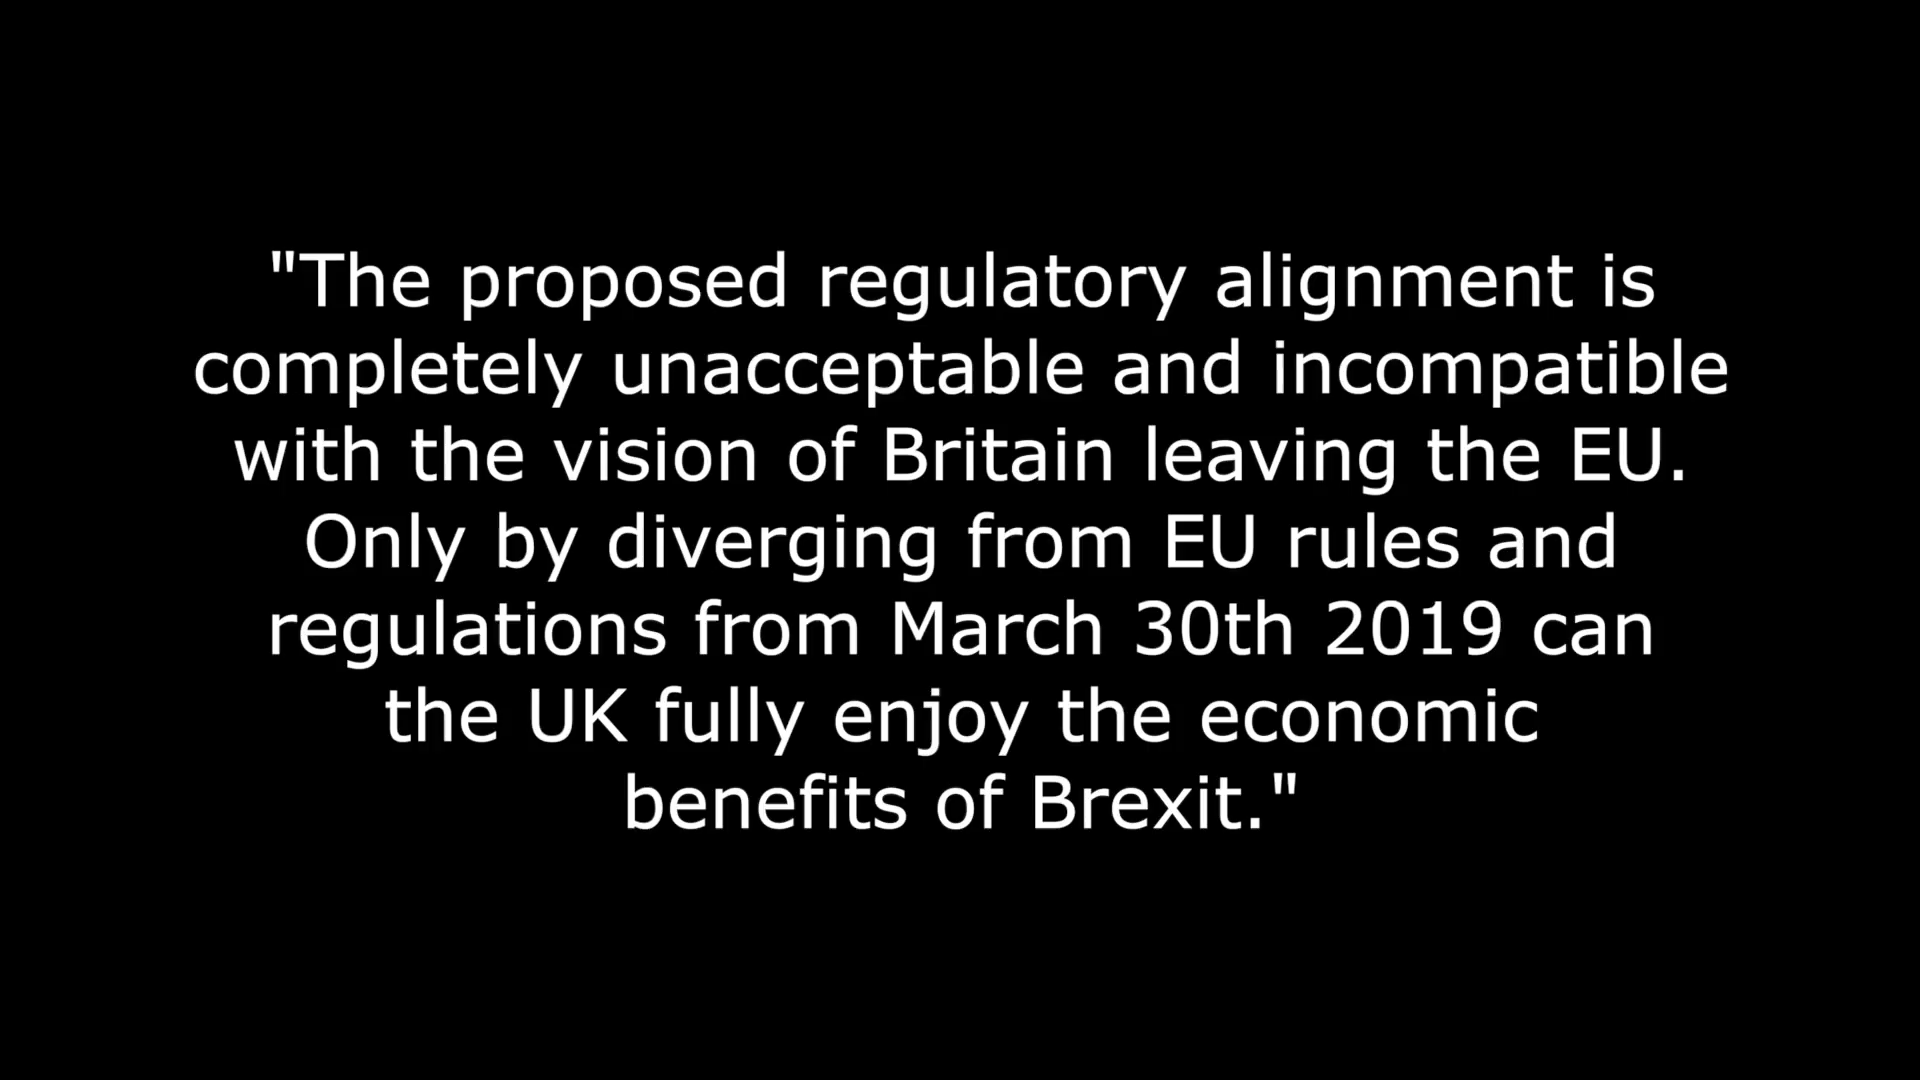 "The proposed regulatory alignment is
completely unacceptable and incompatible
with the vision of Britain leaving the EU.
Only by diverging from EU rules and
regulations from March 30th 2019 can
the UK fully enjoy the economic
benefits of Brexit."